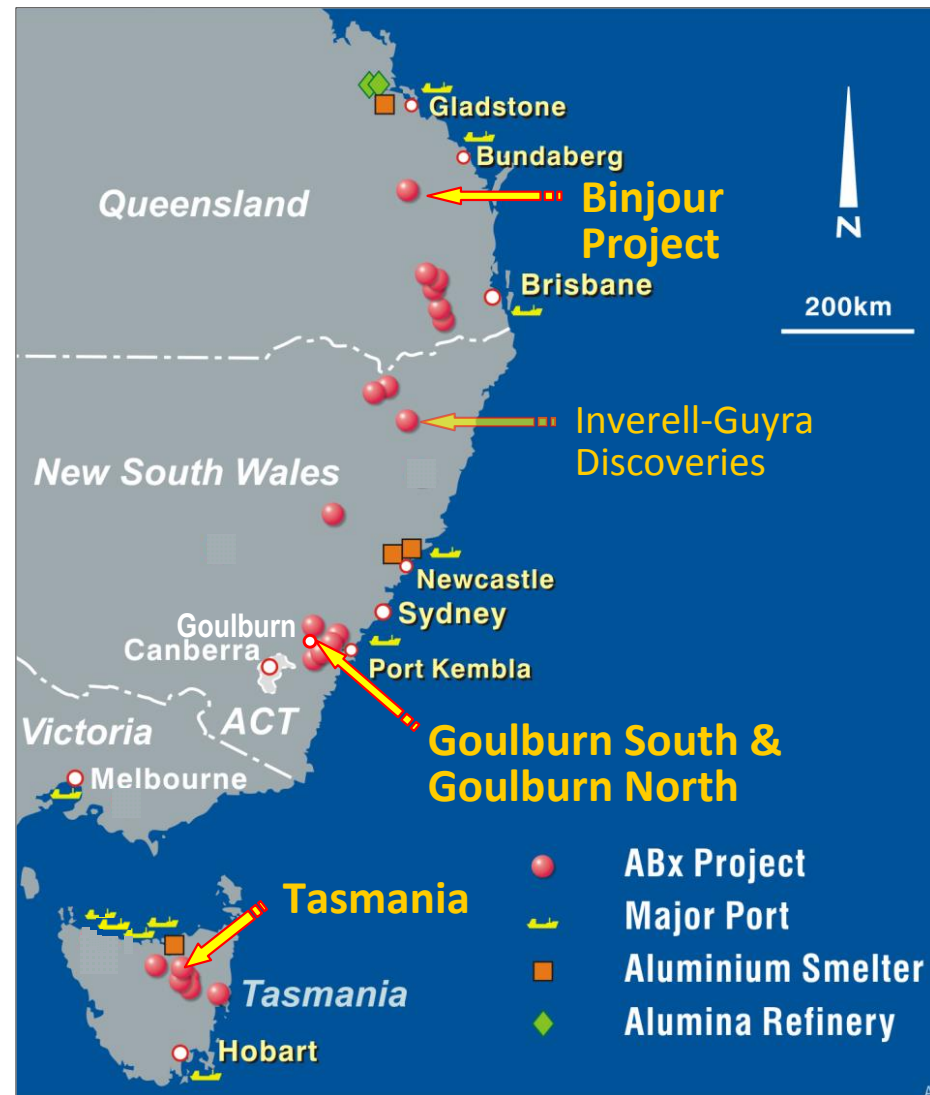 Gladstone
Bundaberg
Queensland
Binjour
Project
N
Brisbane
200km
Inverell-Guyra
Discoveries
New South Wales
Newcastle
Sydney
Goulburn
Canberra
Port Kembla
Victoria
ACT
Goulburn South &
Goulburn North
Melbourne
ABx Project
Tasmania
Major Port
Aluminium Smelter
Tasmania
Alumina Refinery
Hobart
A